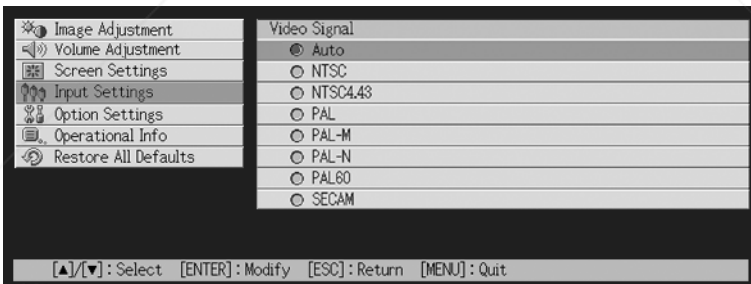 Image Adjustment
Volume Adjustment
Screen Settings
Input Settings
Option Settings
Operational Info
Restore All Defaults
Video Signal
Auto
NTSC
NTSC4.43
PAL
PAL-M
PAL-N
PAL60
SECAM
[▲]/[▼]:Select [ENTER]:Modify [ESC]:Return [MENU]:Quit